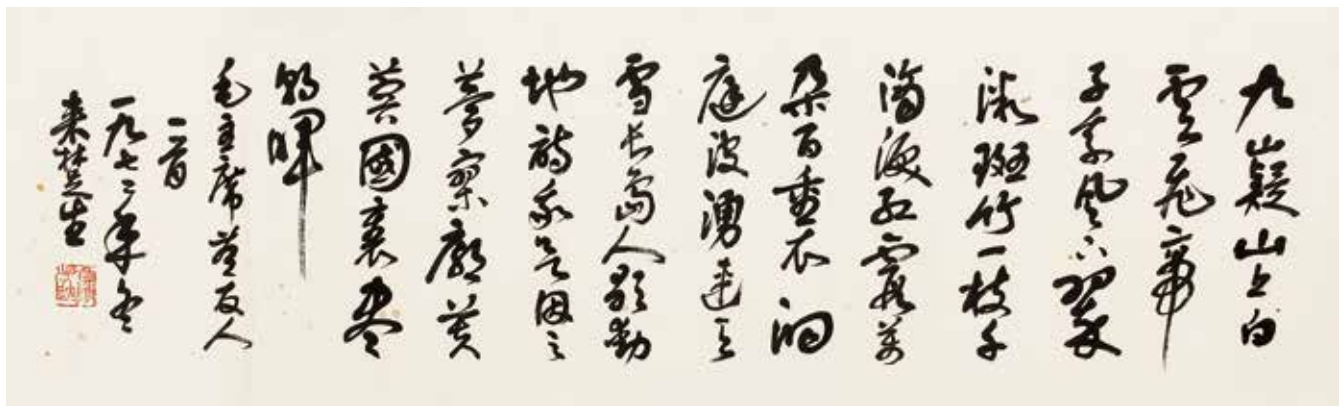 九嶷山上白
雲飛帝
子乘風下翠
微斑竹一枝千
滴淚紅霞萬
朵百重衣洞
庭波湧連天
雪長島人歌動
地詩我欲因之
夢寥廓芙
蓉國裏盡
朝暉
毛主席答友人
一首
一九七二年冬
来楚生